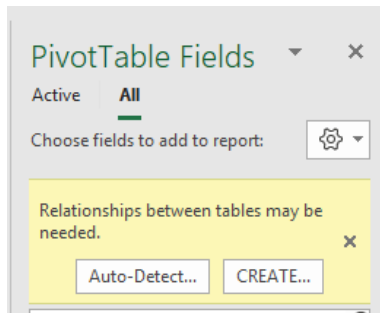 PivotTable Fields
Active All
Choose fields to add to report:
Relationships between tables may be
needed.
Auto-Detect... CREATE...